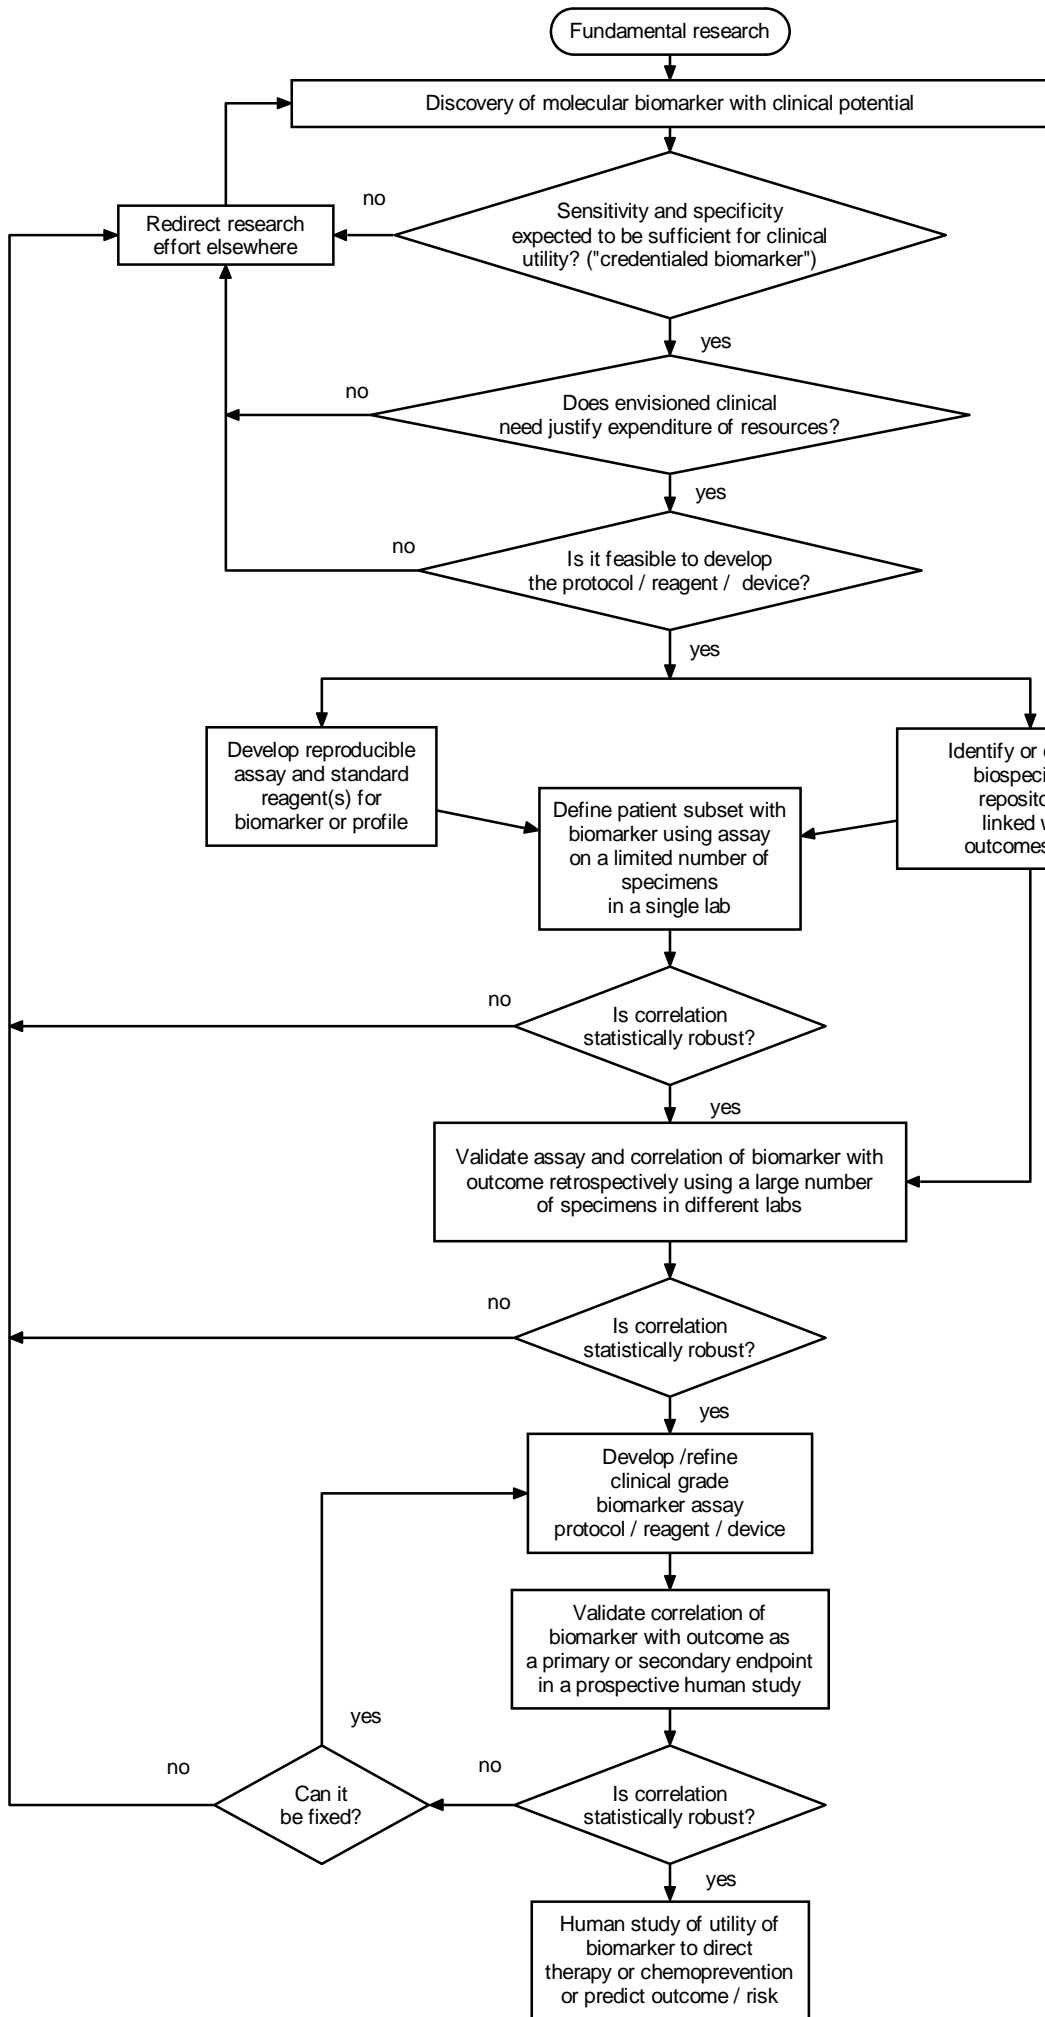 Fundamental research
Discovery of molecular biomarker with clinical potential
no
Sensitivity and specificity
expected to be sufficient for clinical
utility? ("credentialed biomarker")
Redirect research
effort elsewhere
yes
no
Does envisioned clinical
need justify expenditure of resources?
yes
no
Is it feasible to develop
the protocol / reagent / device?
yes
Develop reproducible
assay and standard
reagent(s) for
biomarker or profile
Define patient subset with
biomarker using assay
on a limited number of
specimens
in a single lab
Identify or
biospeci
reposito
linked
outcomes
no
Is correlation
statistically robust?
yes
Validate assay and correlation of biomarker with
outcome retrospectively using a large number
of specimens in different labs
no
Is correlation
statistically robust?
yes
Develop /refine
clinical grade
biomarker assay
protocol / reagent / device
Validate correlation of
biomarker with outcome as
a primary or secondary endpoint
in a prospective human study
yes
no
Can it
be fixed?
no
Is correlation
statistically robust?
yes
Human study of utility of
biomarker to direct
therapy or chemoprevention
or predict outcome / risk